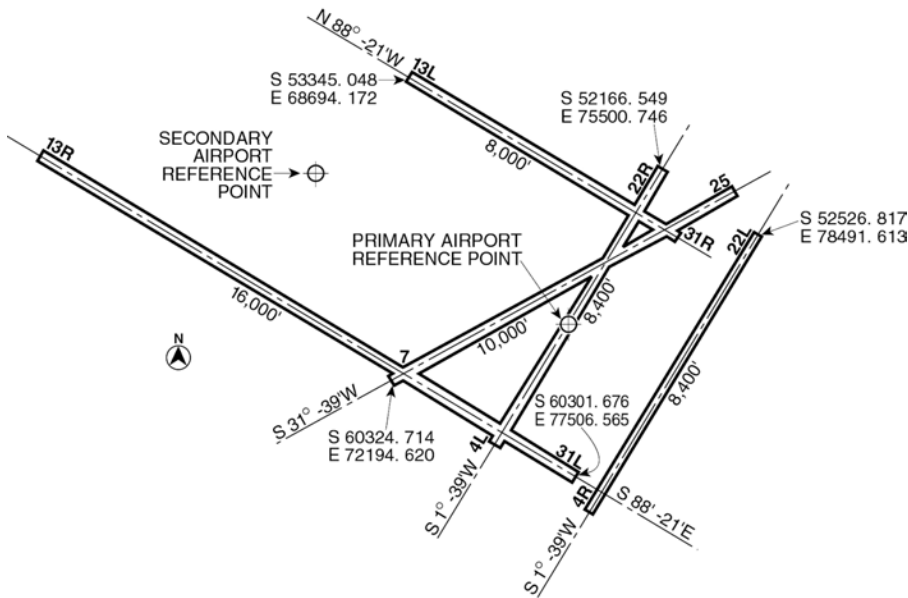 N 88° -21'W
13L
S 53345. 048
E 68694. 172
S 52166. 549
E 75500. 746
13R
SECONDARY
AIRPORT
REFERENCE
POINT
8,000'
22R
25
S 52526. 817
E 78491. 613
22L
31R
PRIMARY AIRPORT
REFERENCE POINT
16,000'
10,000'
8,400'
8,400'
N
7
S 31° -39'W
S 60324. 714
E 72194. 620
S 60301. 676
E 77506. 565
4L
31L
4R
S 1° -39'W
S 88' -21'E
S 1° -39'W